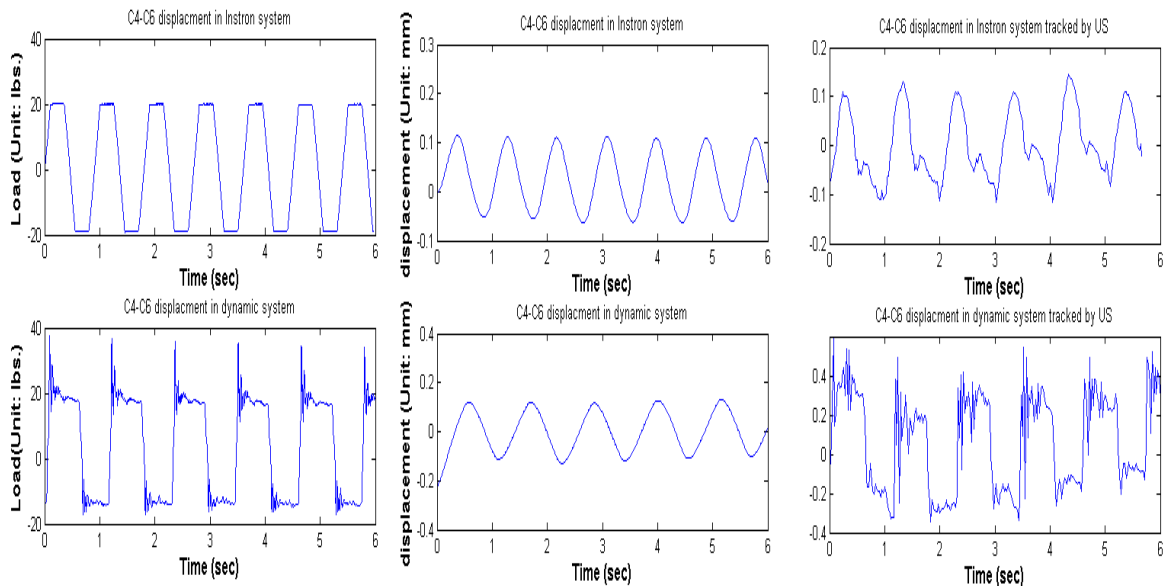 C4-C6 displacment in Instron system
Load (Unit: lbs.)
40
20
0
-20
0 1 2 3 4 5 6
Time (sec)
C4-C6 displacment in Instron system
displacement (Unit: mm)
0.3
0.2
0.1
0
-0.1
0 1 2 3 4 5 6
Time (sec)
C4-C6 displacment in Instron system tracked by US
0.2
0.1
0
-0.1
-0.2
0 1 2 3 4 5 6
Time (sec)
C4-C6 displacment in dynamic system
Load(Unit: lbs.)
40
20
0
-20
0 1 2 3 4 5 6
Time (sec)
C4-C6 displacment in dynamic system
displacement (Unit: mm)
0.4
0.2
0
-0.2
-0.4
0 1 2 3 4 5 6
Time (sec)
C4-C6 displacment in dynamic system tracked by US
0.4
0.2
0
-0.2
-0.4
0 1 2 3 4 5 6
Time (sec)